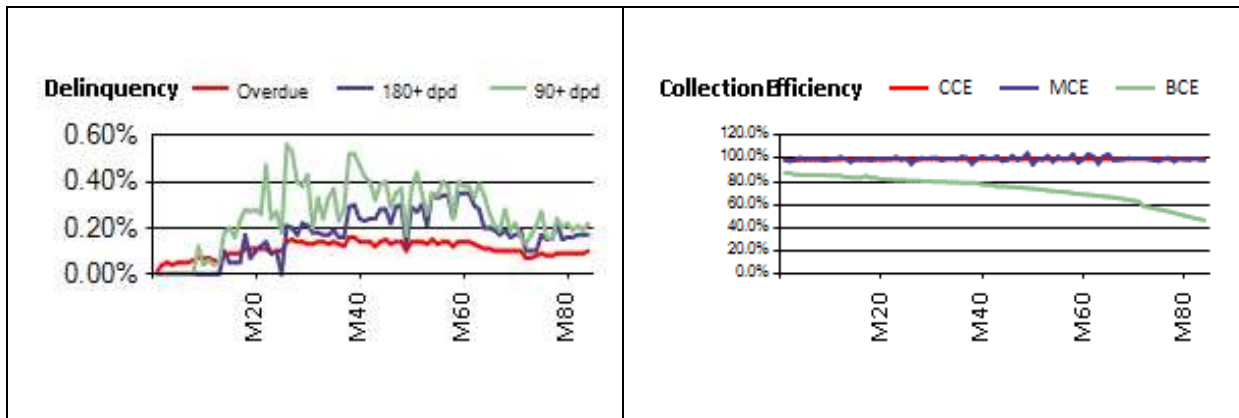 Delinquency Overdue 180+ dpd 90+ dpd
0.60%
0.40%
0.20%
0.00%
M20 M40 M60 M80
Collection Efficiency CCE MCE BCE
120.0%
100.0%
80.0%
60.0%
40.0%
20.0%
0.0%
M20 M40 M60 M80